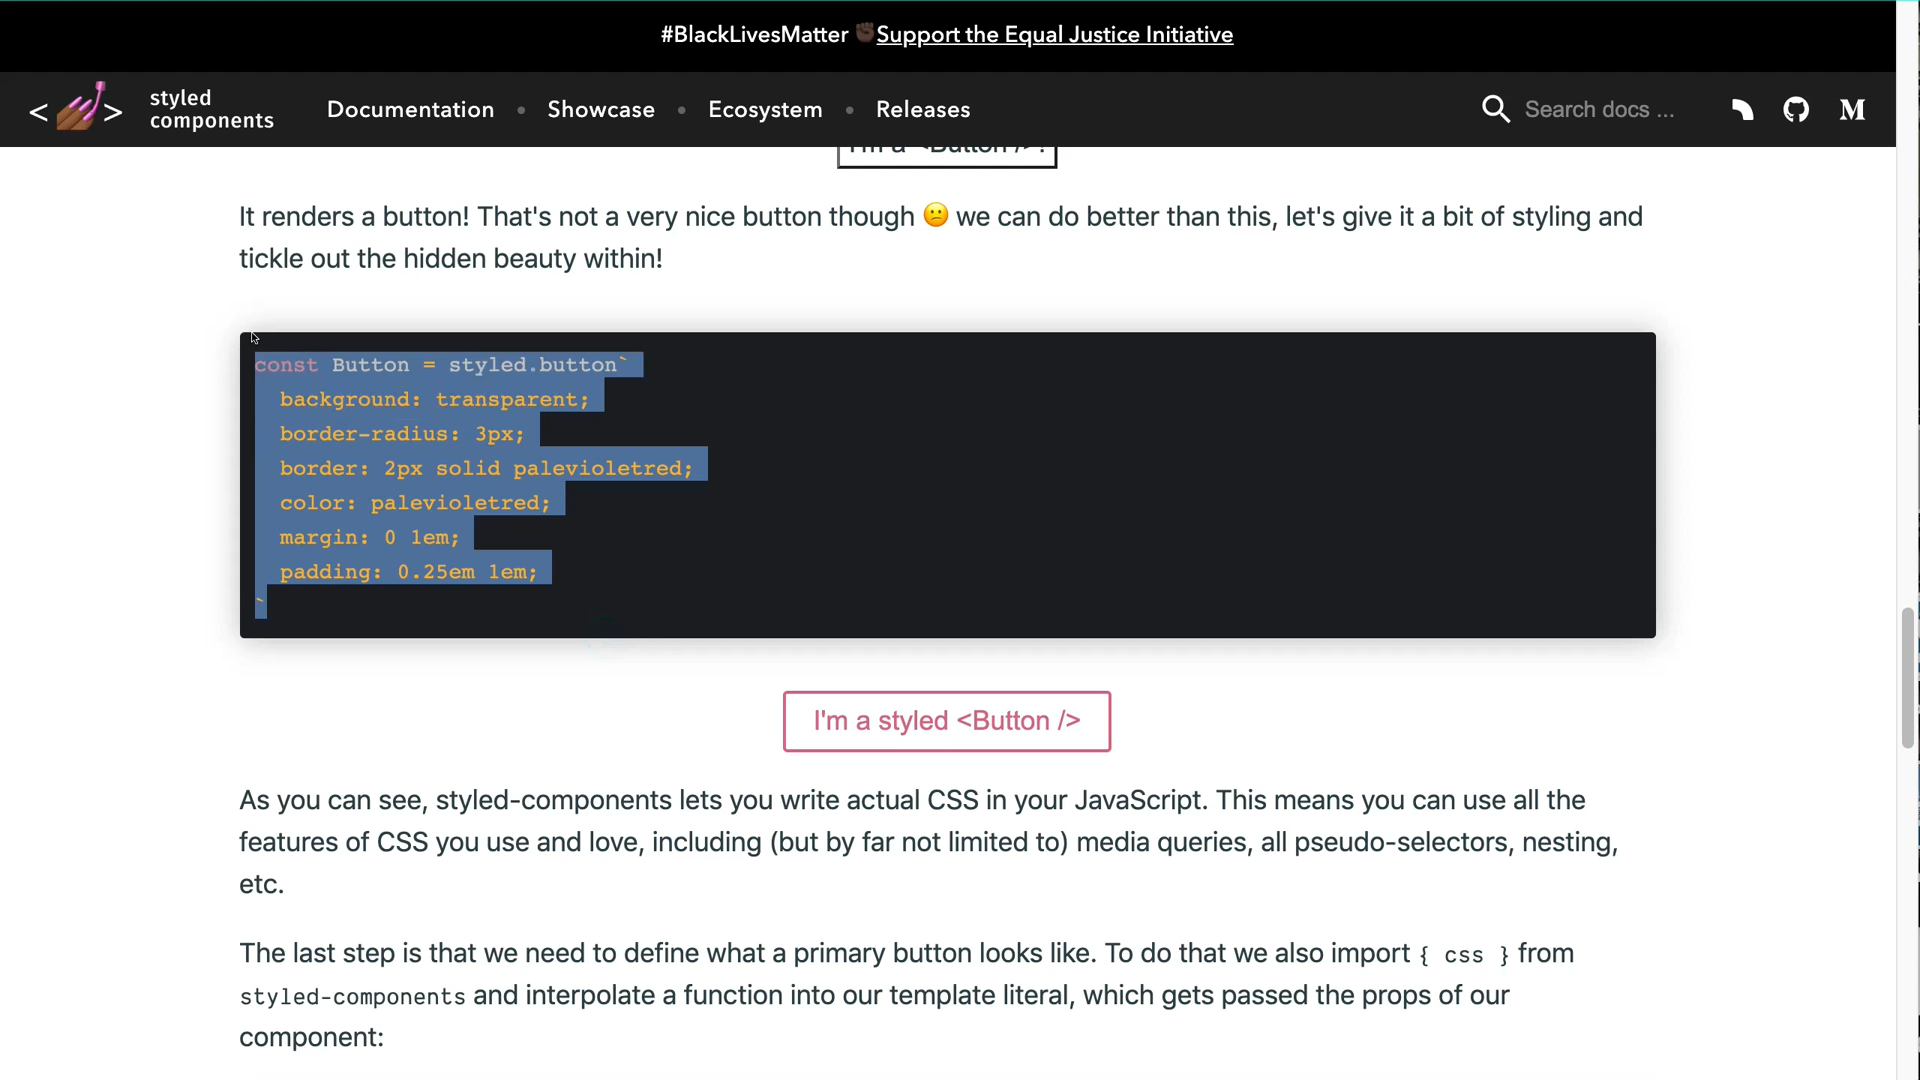 #BlackLivesMatter ✊🏿 Support the Equal Justice Initiative
< 💅🏾 > styled components
Documentation • Showcase • Ecosystem • Releases
Search docs ...
I'm a <Button />!
It renders a button! That's not a very nice button though 😕 we can do better than this, let's give it a bit of styling and
tickle out the hidden beauty within!
const Button = styled.button`
  background: transparent;
  border-radius: 3px;
  border: 2px solid palevioletred;
  color: palevioletred;
  margin: 0 1em;
  padding: 0.25em 1em;
`
I'm a styled <Button />
As you can see, styled-components lets you write actual CSS in your JavaScript. This means you can use all the
features of CSS you use and love, including (but by far not limited to) media queries, all pseudo-selectors, nesting,
etc.
The last step is that we need to define what a primary button looks like. To do that we also import { css } from
styled-components and interpolate a function into our template literal, which gets passed the props of our
component: